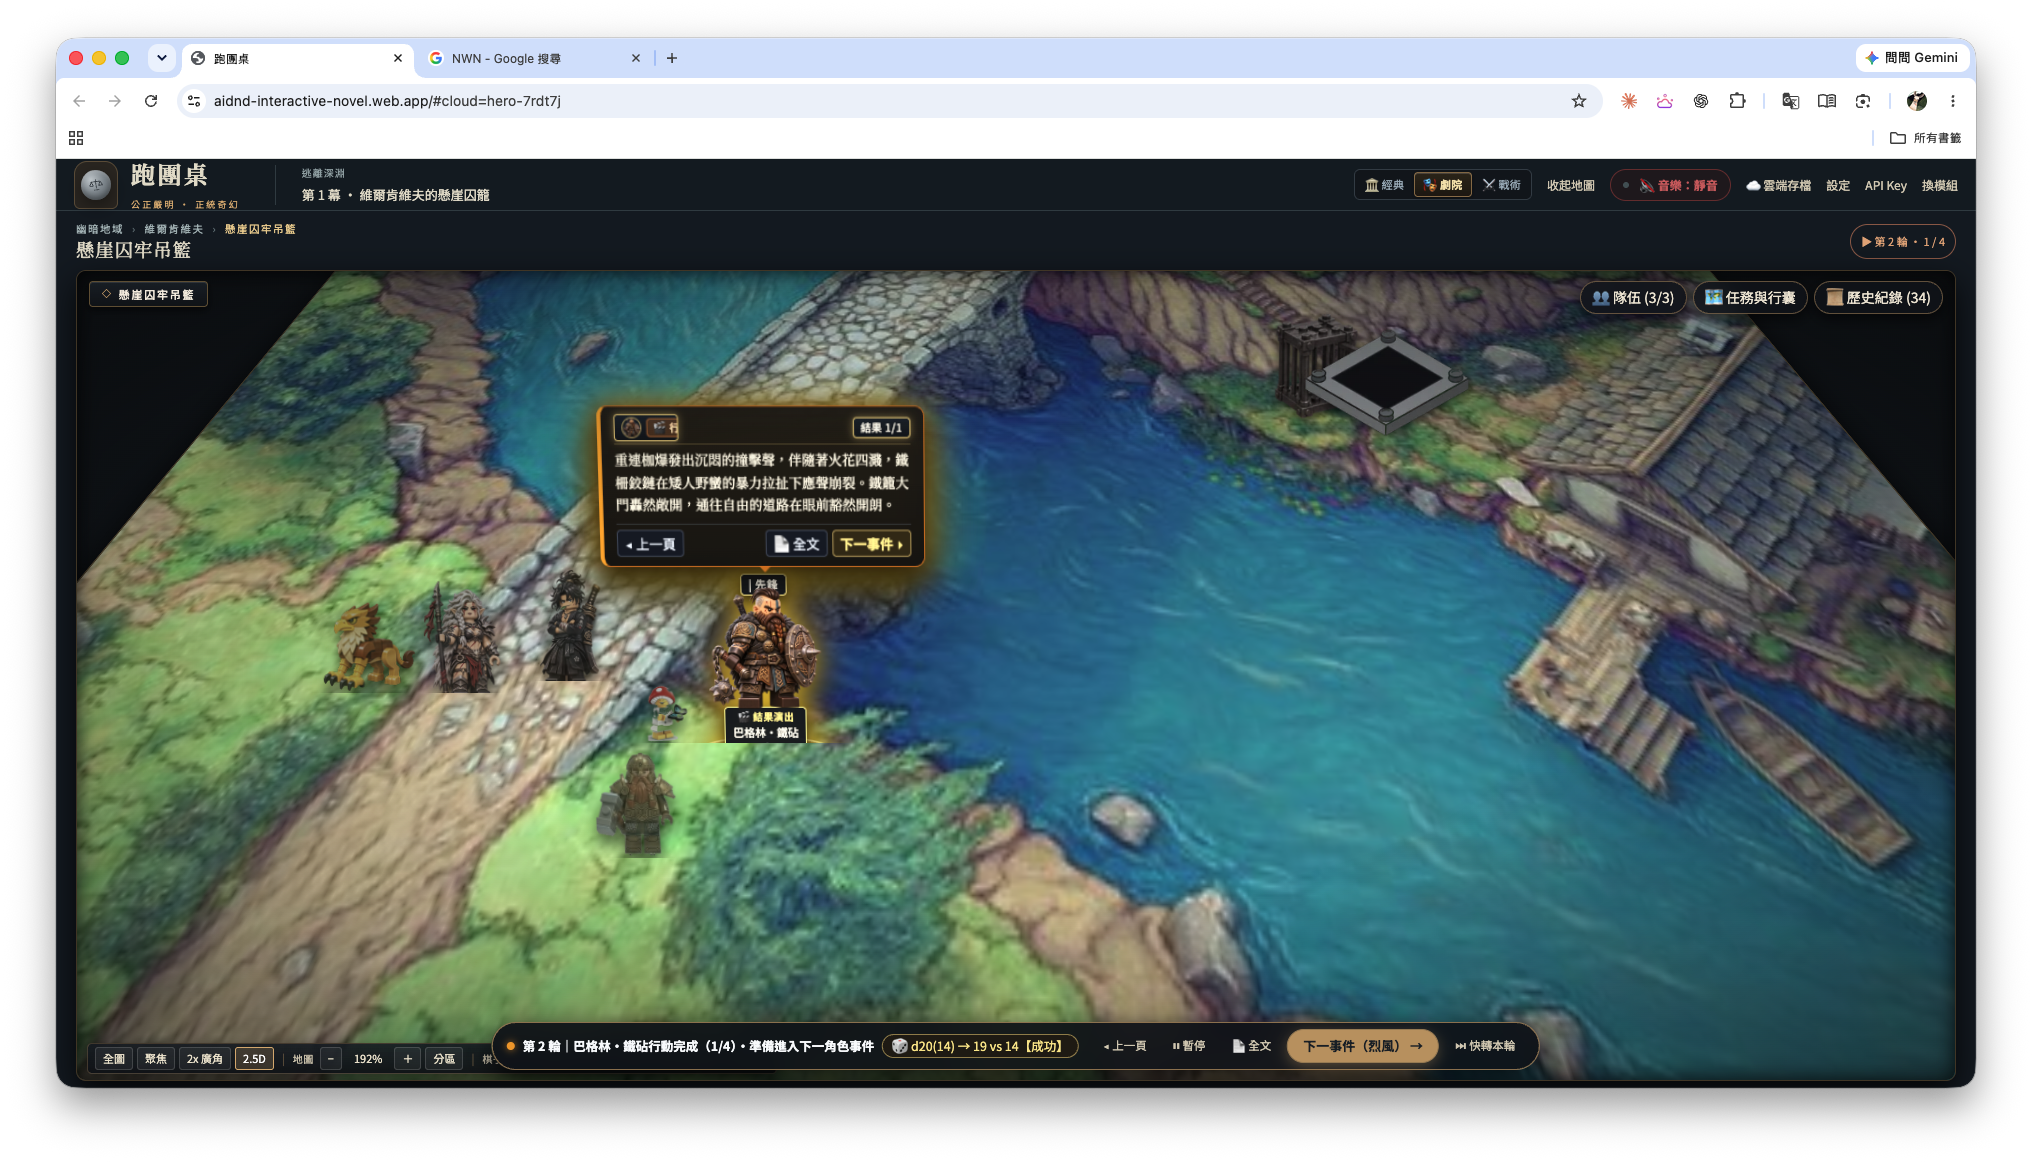 跑團桌
NWN - Google 搜尋
問問 Gemini
aidnd-interactive-novel.web.app/#cloud=hero-7rdt7j
所有書籤
跑團桌
公正嚴明 · 正統奇幻
逃離深淵
第 1 幕 · 維爾肯維夫的懸崖囚籠
經典
劇院
戰術
收起地圖
音樂：靜音
雲端存檔
設定
API Key
換模組
幽暗地域 › 維爾肯維夫 › 懸崖囚牢吊籃
懸崖囚牢吊籃
▶ 第 2 輪 · 1 / 4
◇ 懸崖囚牢吊籃
隊伍 (3/3)
任務與行囊
歷史紀錄 (34)
結果 1/1
重連枷爆發出沉悶的撞擊聲，伴隨著火花四濺，鐵
柵鉸鏈在矮人野蠻的暴力拉扯下應聲崩裂。鐵籠大
門轟然敞開，通往自由的道路在眼前豁然開朗。
◂ 上一頁
全文
下一事件 ▸
| 先鋒
結果演出
巴格林 · 鐵砧
全圖
聚焦
2x 廣角
2.5D
地圖
−
192%
+
分區
第 2 輪｜巴格林 · 鐵砧行動完成（1/4）· 準備進入下一角色事件
d20(14) → 19 vs 14【成功】
◂ 上一頁
暫停
全文
下一事件（烈風） →
快轉本輪